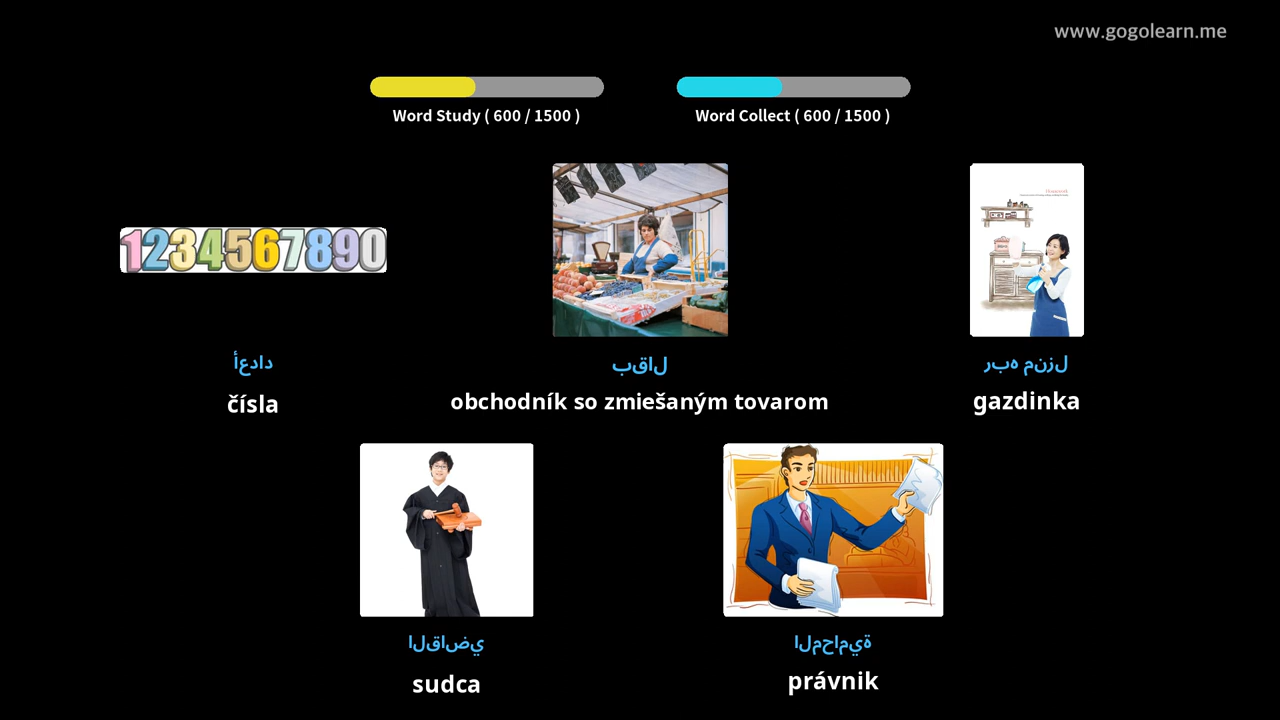 www.gogolearn.me
Word Study ( 600 / 1500 )
Word Collect ( 600 / 1500 )
1234567890
أعداد
čísla
بقال
obchodník so zmiešaným tovarom
ربه منزل
gazdinka
القاضي
sudca
المحامية
právnik